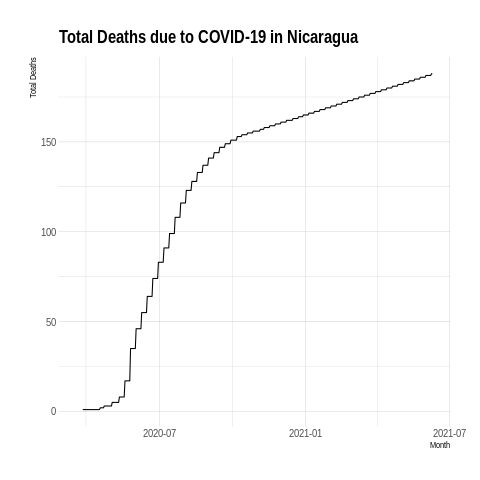 Total Deaths due to COVID-19 in Nicaragua
Total Deaths
150
100
50
0
2020-07
2021-01
2021-07
Month